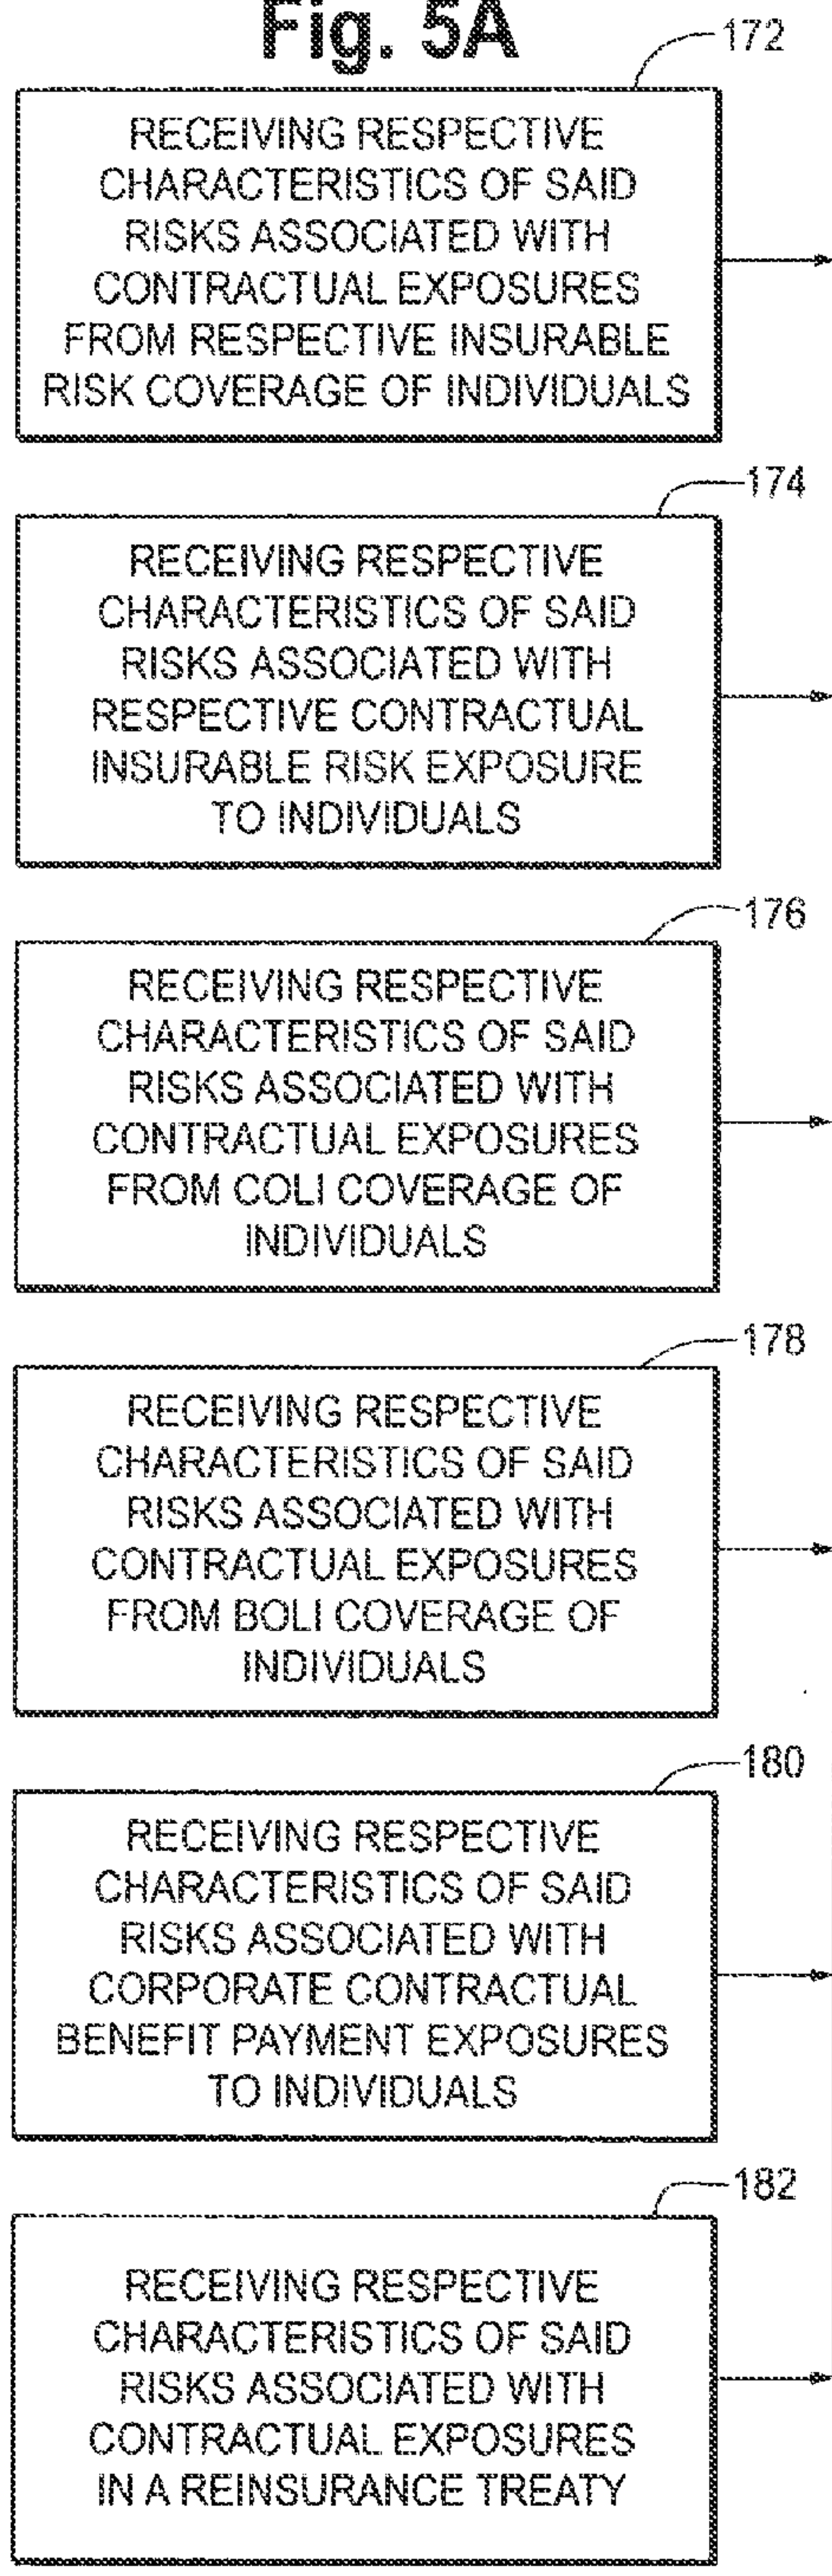 Fig. 5A
172
RECEIVING RESPECTIVE
CHARACTERISTICS OF SAID
RISKS ASSOCIATED WITH
CONTRACTUAL EXPOSURES
FROM RESPECTIVE INSURABLE
RISK COVERAGE OF INDIVIDUALS
174
RECEIVING RESPECTIVE
CHARACTERISTICS OF SAID
RISKS ASSOCIATED WITH
RESPECTIVE CONTRACTUAL
INSURABLE RISK EXPOSURE
TO INDIVIDUALS
176
RECEIVING RESPECTIVE
CHARACTERISTICS OF SAID
RISKS ASSOCIATED WITH
CONTRACTUAL EXPOSURES
FROM COLI COVERAGE OF
INDIVIDUALS
178
RECEIVING RESPECTIVE
CHARACTERISTICS OF SAID
RISKS ASSOCIATED WITH
CONTRACTUAL EXPOSURES
FROM BOLI COVERAGE OF
INDIVIDUALS
180
RECEIVING RESPECTIVE
CHARACTERISTICS OF SAID
RISKS ASSOCIATED WITH
CORPORATE CONTRACTUAL
BENEFIT PAYMENT EXPOSURES
TO INDIVIDUALS
182
RECEIVING RESPECTIVE
CHARACTERISTICS OF SAID
RISKS ASSOCIATED WITH
CONTRACTUAL EXPOSURES
IN A REINSURANCE TREATY